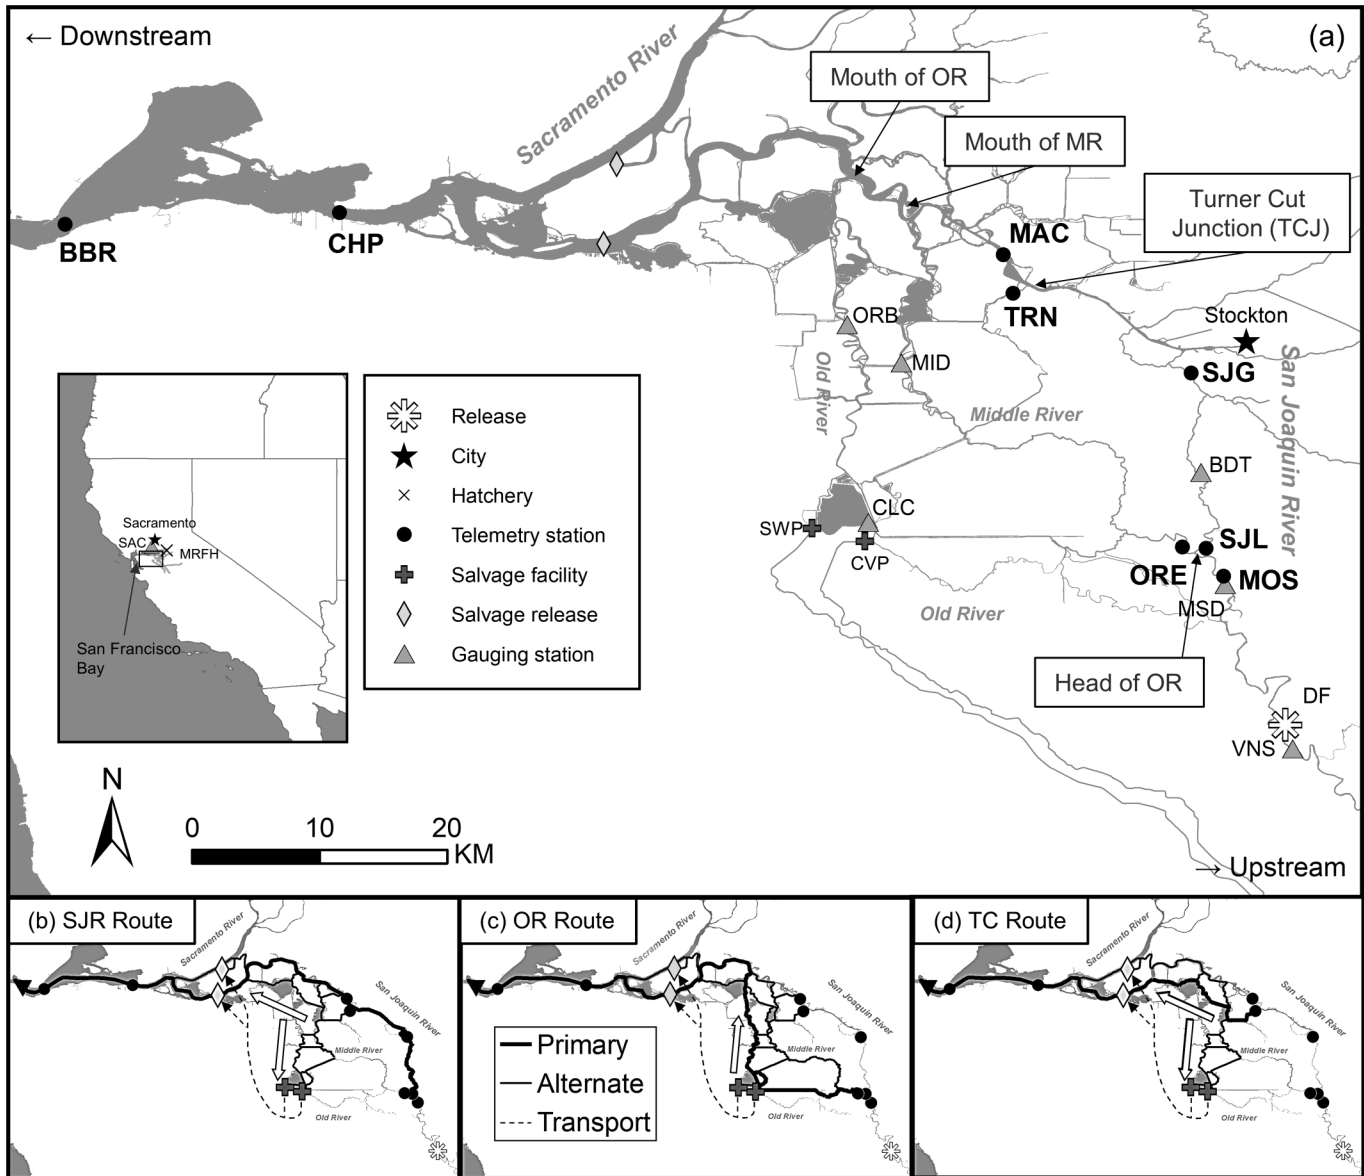 ← Downstream
(a)
Sacramento River
Mouth of OR
Mouth of MR
Turner Cut
Junction (TCJ)
BBR
CHP
MAC
TRN
Stockton
SJG
ORB
MID
Old River
Middle River
San Joaquin River
BDT
SWP
CLC
CVP
SJL
ORE
MOS
MSD
Old River
Head of OR
DF
VNS
Sacramento
SAC
MRFH
San Francisco
Bay
Release
City
Hatchery
Telemetry station
Salvage facility
Salvage release
Gauging station
N
0 10 20
KM
→ Upstream
(b) SJR Route
Sacramento River
San Joaquin River
Middle River
Old River
(c) OR Route
Sacramento River
San Joaquin River
Middle River
Old River
Primary
Alternate
Transport
(d) TC Route
Sacramento River
San Joaquin River
Middle River
Old River